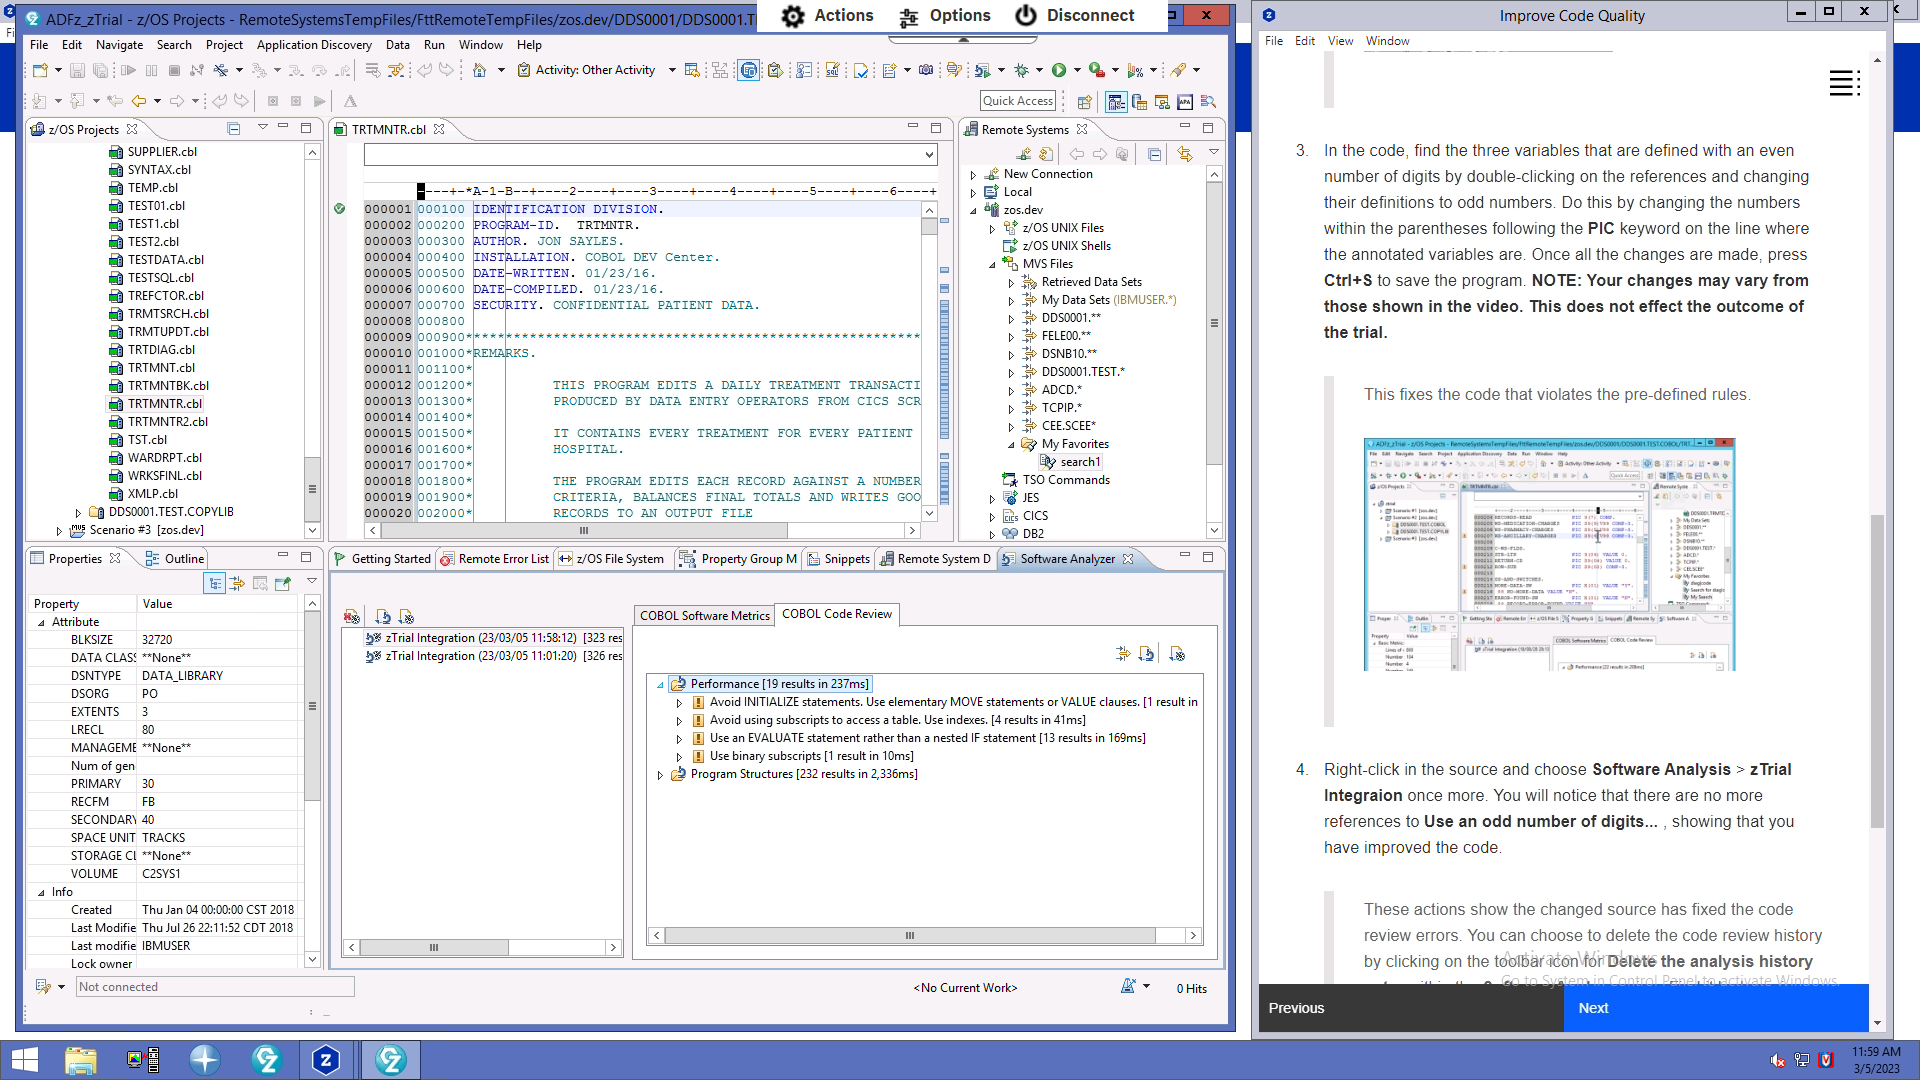 ADFz_zTrial - z/OS Projects - RemoteSystemsTempFiles/FttRemoteTempFiles/zos.dev/DDS0001/DDS0001.T
Actions
Options
Disconnect
File Edit Navigate Search Project Application Discovery Data Run Window Help
Activity: Other Activity
Quick Access
z/OS Projects
SUPPLIER.cbl
SYNTAX.cbl
TEMP.cbl
TEST01.cbl
TEST1.cbl
TEST2.cbl
TESTDATA.cbl
TESTSQL.cbl
TREFCTOR.cbl
TRMTSRCH.cbl
TRMTUPDT.cbl
TRTDIAG.cbl
TRTMNT.cbl
TRTMNTBK.cbl
TRTMNTR.cbl
TRTMNTR2.cbl
TST.cbl
WARDRPT.cbl
WRKSFINL.cbl
XMLP.cbl
DDS0001.TEST.COPYLIB
Scenario #3 [zos.dev]
TRTMNTR.cbl
----+-*A-1-B--+----2----+----3----+----4----+----5----+----6----+
000001 000100 IDENTIFICATION DIVISION.
000002 000200 PROGRAM-ID. TRTMNTR.
000003 000300 AUTHOR. JON SAYLES.
000004 000400 INSTALLATION. COBOL DEV Center.
000005 000500 DATE-WRITTEN. 01/23/16.
000006 000600 DATE-COMPILED. 01/23/16.
000007 000700 SECURITY. CONFIDENTIAL PATIENT DATA.
000008 000800
000009 000900********************************************************
000010 001000*REMARKS.
000011 001100*
000012 001200* THIS PROGRAM EDITS A DAILY TREATMENT TRANSACTI
000013 001300* PRODUCED BY DATA ENTRY OPERATORS FROM CICS SCR
000014 001400*
000015 001500* IT CONTAINS EVERY TREATMENT FOR EVERY PATIENT
000016 001600* HOSPITAL.
000017 001700*
000018 001800* THE PROGRAM EDITS EACH RECORD AGAINST A NUMBER
000019 001900* CRITERIA, BALANCES FINAL TOTALS AND WRITES GOO
000020 002000* RECORDS TO AN OUTPUT FILE
Remote Systems
New Connection
Local
zos.dev
z/OS UNIX Files
z/OS UNIX Shells
MVS Files
Retrieved Data Sets
My Data Sets (IBMUSER.*)
DDS0001.**
FELE00.**
DSNB10.**
DDS0001.TEST.*
ADCD.*
TCPIP.*
CEE.SCEE*
My Favorites
search1
TSO Commands
JES
CICS
DB2
Properties
Outline
Property Value
Attribute
BLKSIZE 32720
DATA CLASS **None**
DSNTYPE DATA_LIBRARY
DSORG PO
EXTENTS 3
LRECL 80
MANAGEME **None**
Num of gen
PRIMARY 30
RECFM FB
SECONDARY 40
SPACE UNIT TRACKS
STORAGE CL **None**
VOLUME C2SYS1
Info
Created Thu Jan 04 00:00:00 CST 2018
Last Modifie Thu Jul 26 22:11:52 CDT 2018
Last modifie IBMUSER
Lock owner
Getting Started Remote Error List z/OS File System Property Group M Snippets Remote System D Software Analyzer
zTrial Integration (23/03/05 11:58:12) [323 res
zTrial Integration (23/03/05 11:01:20) [326 res
COBOL Software Metrics COBOL Code Review
Performance [19 results in 237ms]
Avoid INITIALIZE statements. Use elementary MOVE statements or VALUE clauses. [1 result in
Avoid using subscripts to access a table. Use indexes. [4 results in 41ms]
Use an EVALUATE statement rather than a nested IF statement [13 results in 169ms]
Use binary subscripts [1 result in 10ms]
Program Structures [232 results in 2,336ms]
Not connected
<No Current Work>
0 Hits
Improve Code Quality
File Edit View Window
3. In the code, find the three variables that are defined with an even
number of digits by double-clicking on the references and changing
their definitions to odd numbers. Do this by changing the numbers
within the parentheses following the PIC keyword on the line where
the annotated variables are. Once all the changes are made, press
Ctrl+S to save the program. NOTE: Your changes may vary from
those shown in the video. This does not effect the outcome of
the trial.
This fixes the code that violates the pre-defined rules.
4. Right-click in the source and choose Software Analysis > zTrial
Integraion once more. You will notice that there are no more
references to Use an odd number of digits... , showing that you
have improved the code.
These actions show the changed source has fixed the code
review errors. You can choose to delete the code review history
by clicking on the toolbar icon for Delete the analysis history
Activate Windows
Go to System in Control Panel to activate Windows.
Previous
Next
11:59 AM
3/5/2023